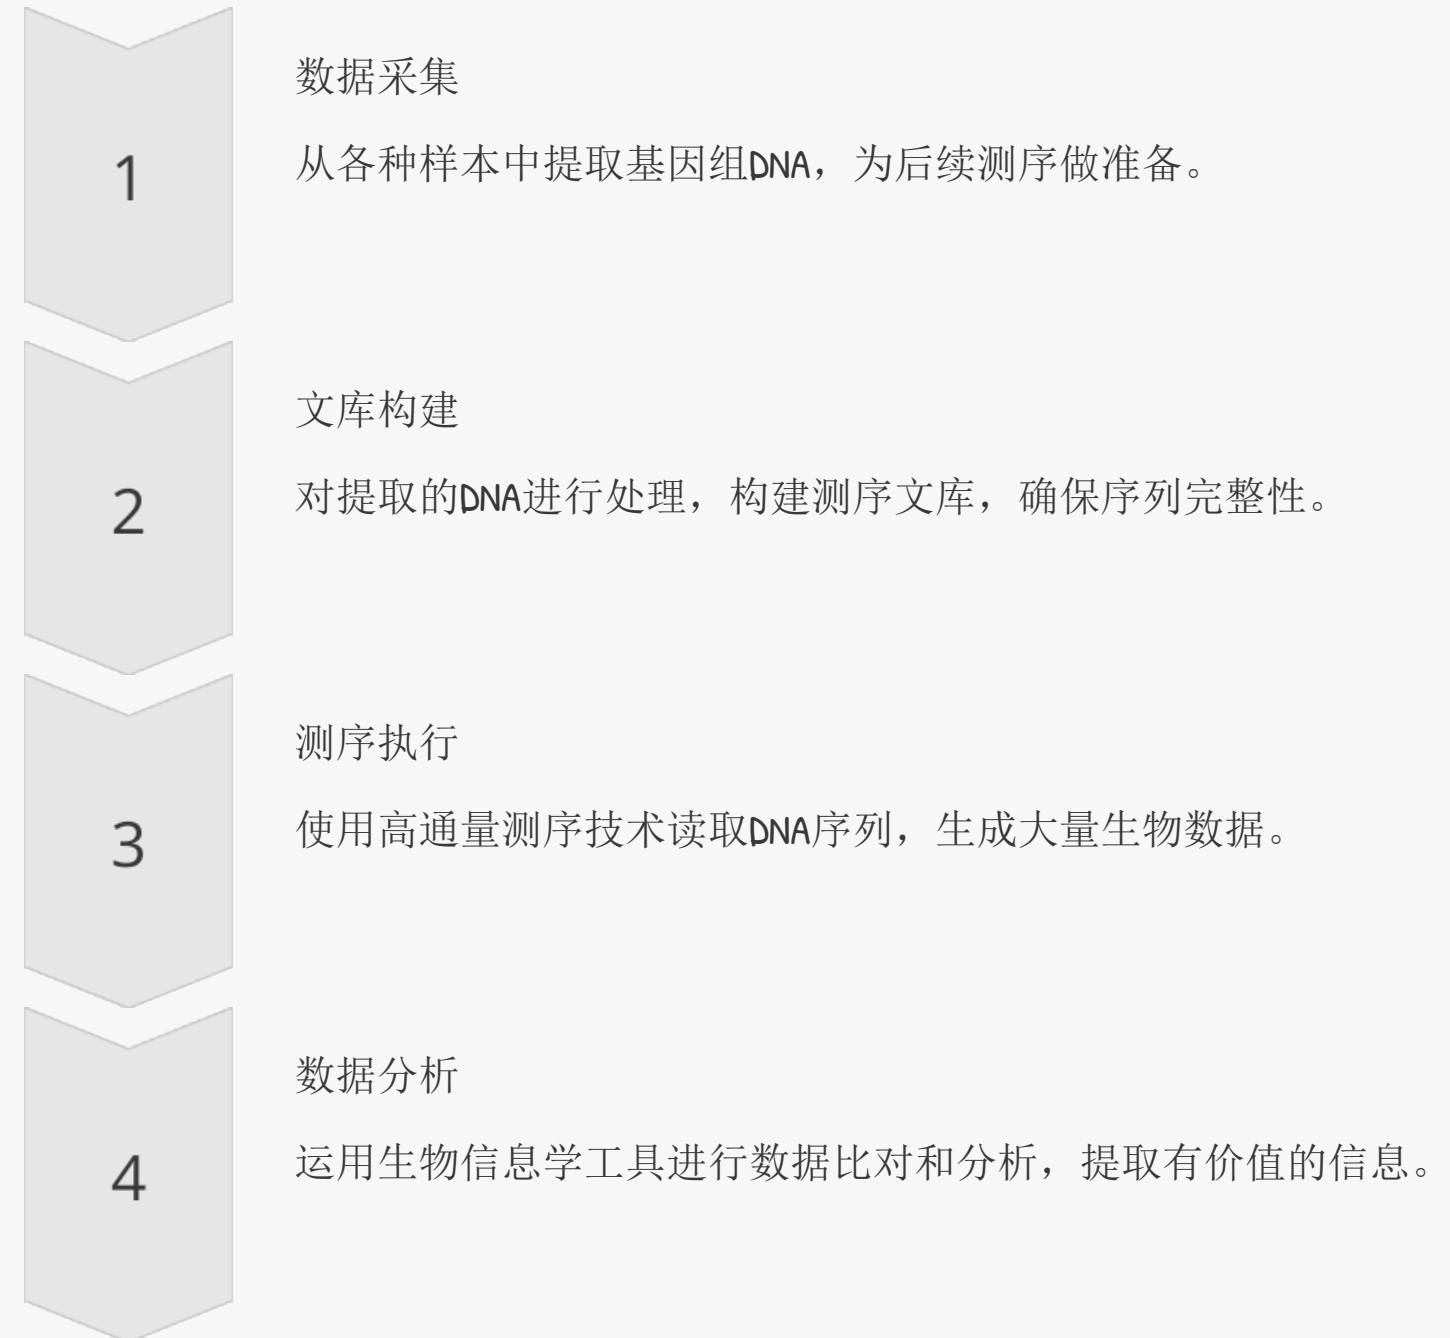 1
数据采集
从各种样本中提取基因组DNA，为后续测序做准备。
2
文库构建
对提取的DNA进行处理，构建测序文库，确保序列完整性。
3
测序执行
使用高通量测序技术读取DNA序列，生成大量生物数据。
4
数据分析
运用生物信息学工具进行数据比对和分析，提取有价值的信息。